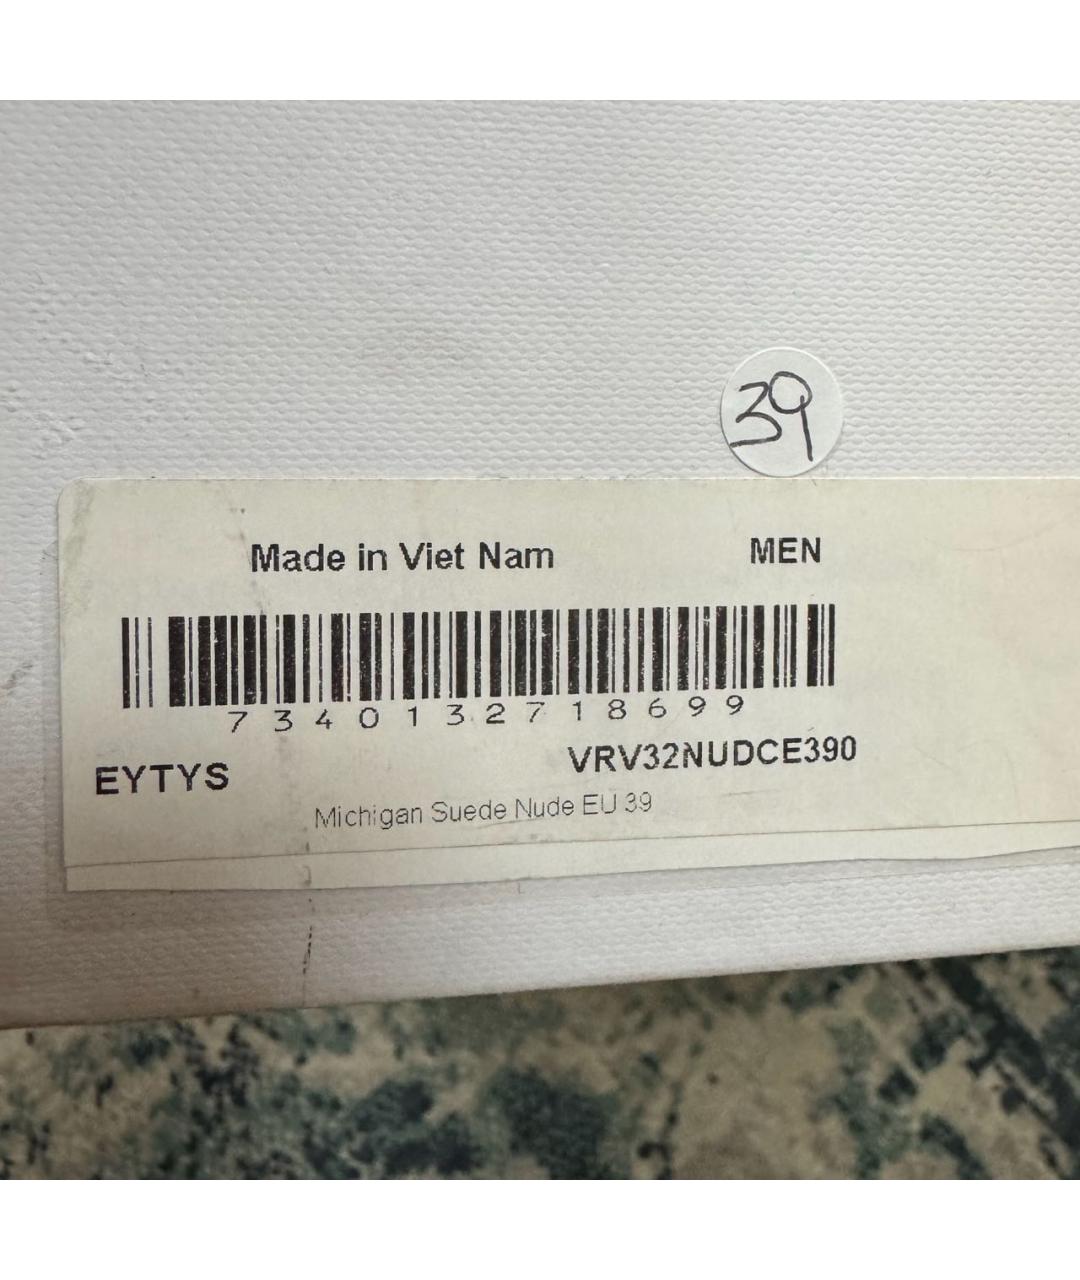 39
Made in Viet Nam MEN
7340132718699
EYTYS VRV32NUDCE390
Michigan Suede Nude EU 39